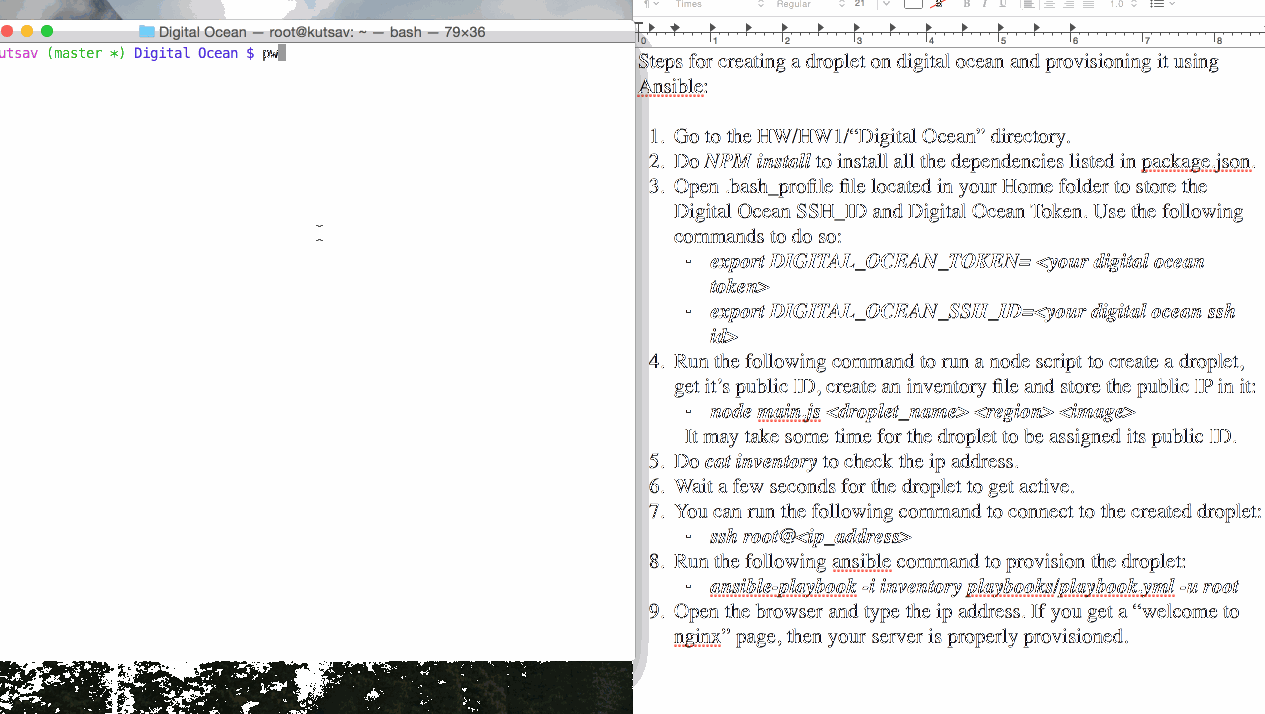 Digital Ocean — root@kutsav: ~ — bash — 79×36
utsav (master *) Digital Ocean $ pw
Times Regular 21 B I U 1.0
0 1 2 3 4 5 6 8
Steps for creating a droplet on digital ocean and provisioning it using
Ansible:
1. Go to the HW/HW1/“Digital Ocean” directory.
2. Do NPM install to install all the dependencies listed in package.json.
3. Open .bash_profile file located in your Home folder to store the
Digital Ocean SSH_ID and Digital Ocean Token. Use the following
commands to do so:
- export DIGITAL_OCEAN_TOKEN= <your digital ocean
token>
- export DIGITAL_OCEAN_SSH_ID=<your digital ocean ssh
id>
4. Run the following command to run a node script to create a droplet,
get it’s public ID, create an inventory file and store the public IP in it:
- node main.js <droplet_name> <region> <image>
It may take some time for the droplet to be assigned its public ID.
5. Do cat inventory to check the ip address.
6. Wait a few seconds for the droplet to get active.
7. You can run the following command to connect to the created droplet:
- ssh root@<ip_address>
8. Run the following ansible command to provision the droplet:
- ansible-playbook -i inventory playbooks/playbook.yml -u root
9. Open the browser and type the ip address. If you get a “welcome to
nginx” page, then your server is properly provisioned.